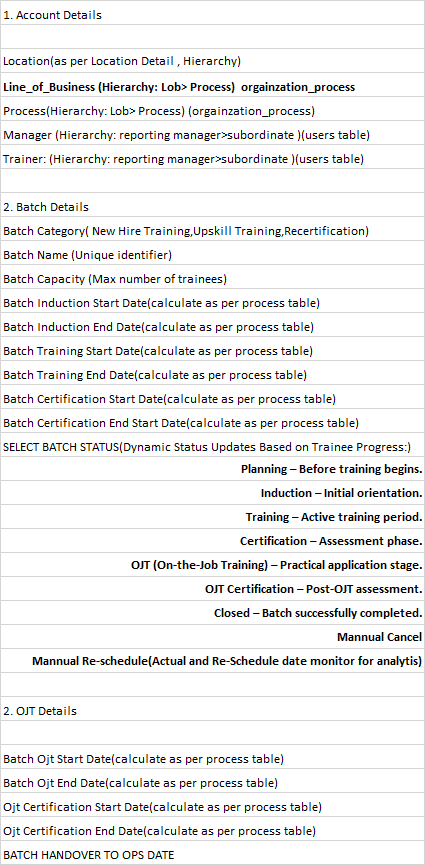 1. Account Details
Location(as per Location Detail , Hierarchy)
Line_of_Business (Hierarchy: Lob> Process)  orgainzation_process
Process(Hierarchy: Lob> Process) (orgainzation_process)
Manager (Hierarchy: reporting manager>subordinate )(users table)
Trainer: (Hierarchy: reporting manager>subordinate )(users table)
2. Batch Details
Batch Category( New Hire Training,Upskill Training,Recertification)
Batch Name (Unique identifier)
Batch Capacity (Max number of trainees)
Batch Induction Start Date(calculate as per process table)
Batch Induction End Date(calculate as per process table)
Batch Training Start Date(calculate as per process table)
Batch Training End Date(calculate as per process table)
Batch Certification Start Date(calculate as per process table)
Batch Certification End Start Date(calculate as per process table)
SELECT BATCH STATUS(Dynamic Status Updates Based on Trainee Progress:)
Planning – Before training begins.
Induction – Initial orientation.
Training – Active training period.
Certification – Assessment phase.
OJT (On-the-Job Training) – Practical application stage.
OJT Certification – Post-OJT assessment.
Closed – Batch successfully completed.
Mannual Cancel
Mannual Re-schedule(Actual and Re-Schedule date monitor for analytis)
2. OJT Details
Batch Ojt Start Date(calculate as per process table)
Batch Ojt End Date(calculate as per process table)
Ojt Certification Start Date(calculate as per process table)
Ojt Certification End Date(calculate as per process table)
BATCH HANDOVER TO OPS DATE